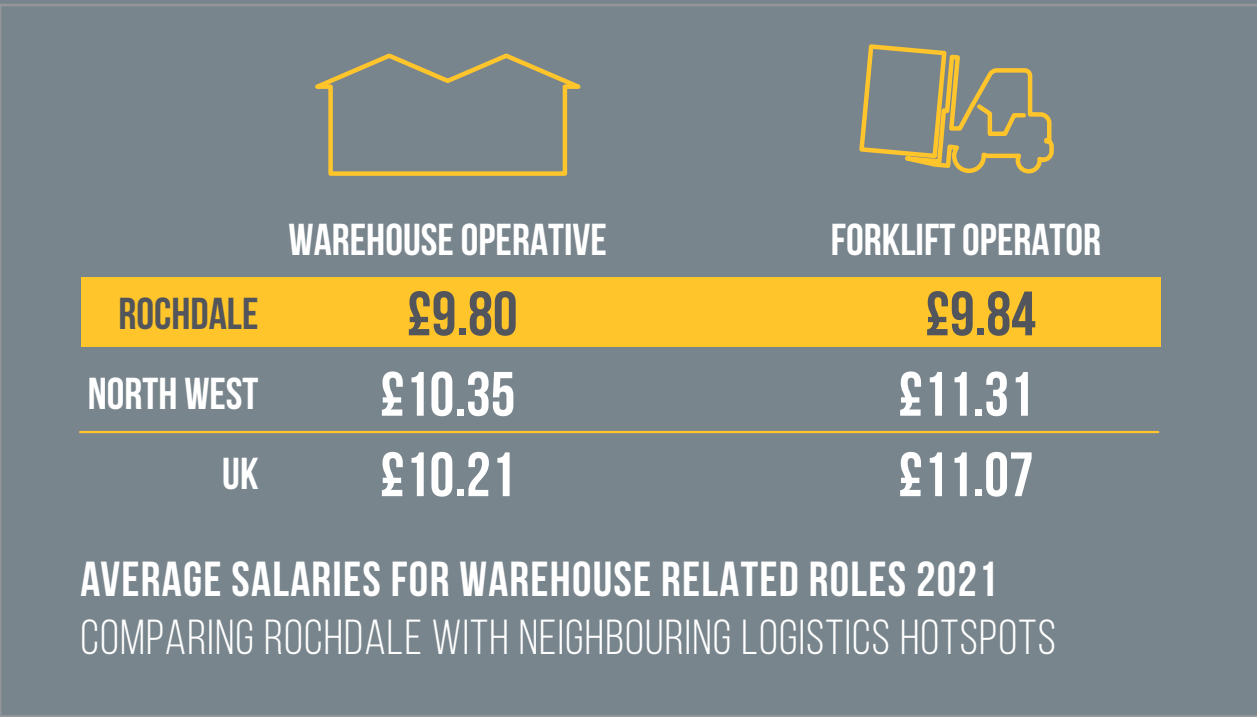 WAREHOUSE OPERATIVE FORKLIFT OPERATOR
ROCHDALE £9.80 £9.84
NORTH WEST £10.35 £11.31
UK £10.21 £11.07
AVERAGE SALARIES FOR WAREHOUSE RELATED ROLES 2021
COMPARING ROCHDALE WITH NEIGHBOURING LOGISTICS HOTSPOTS